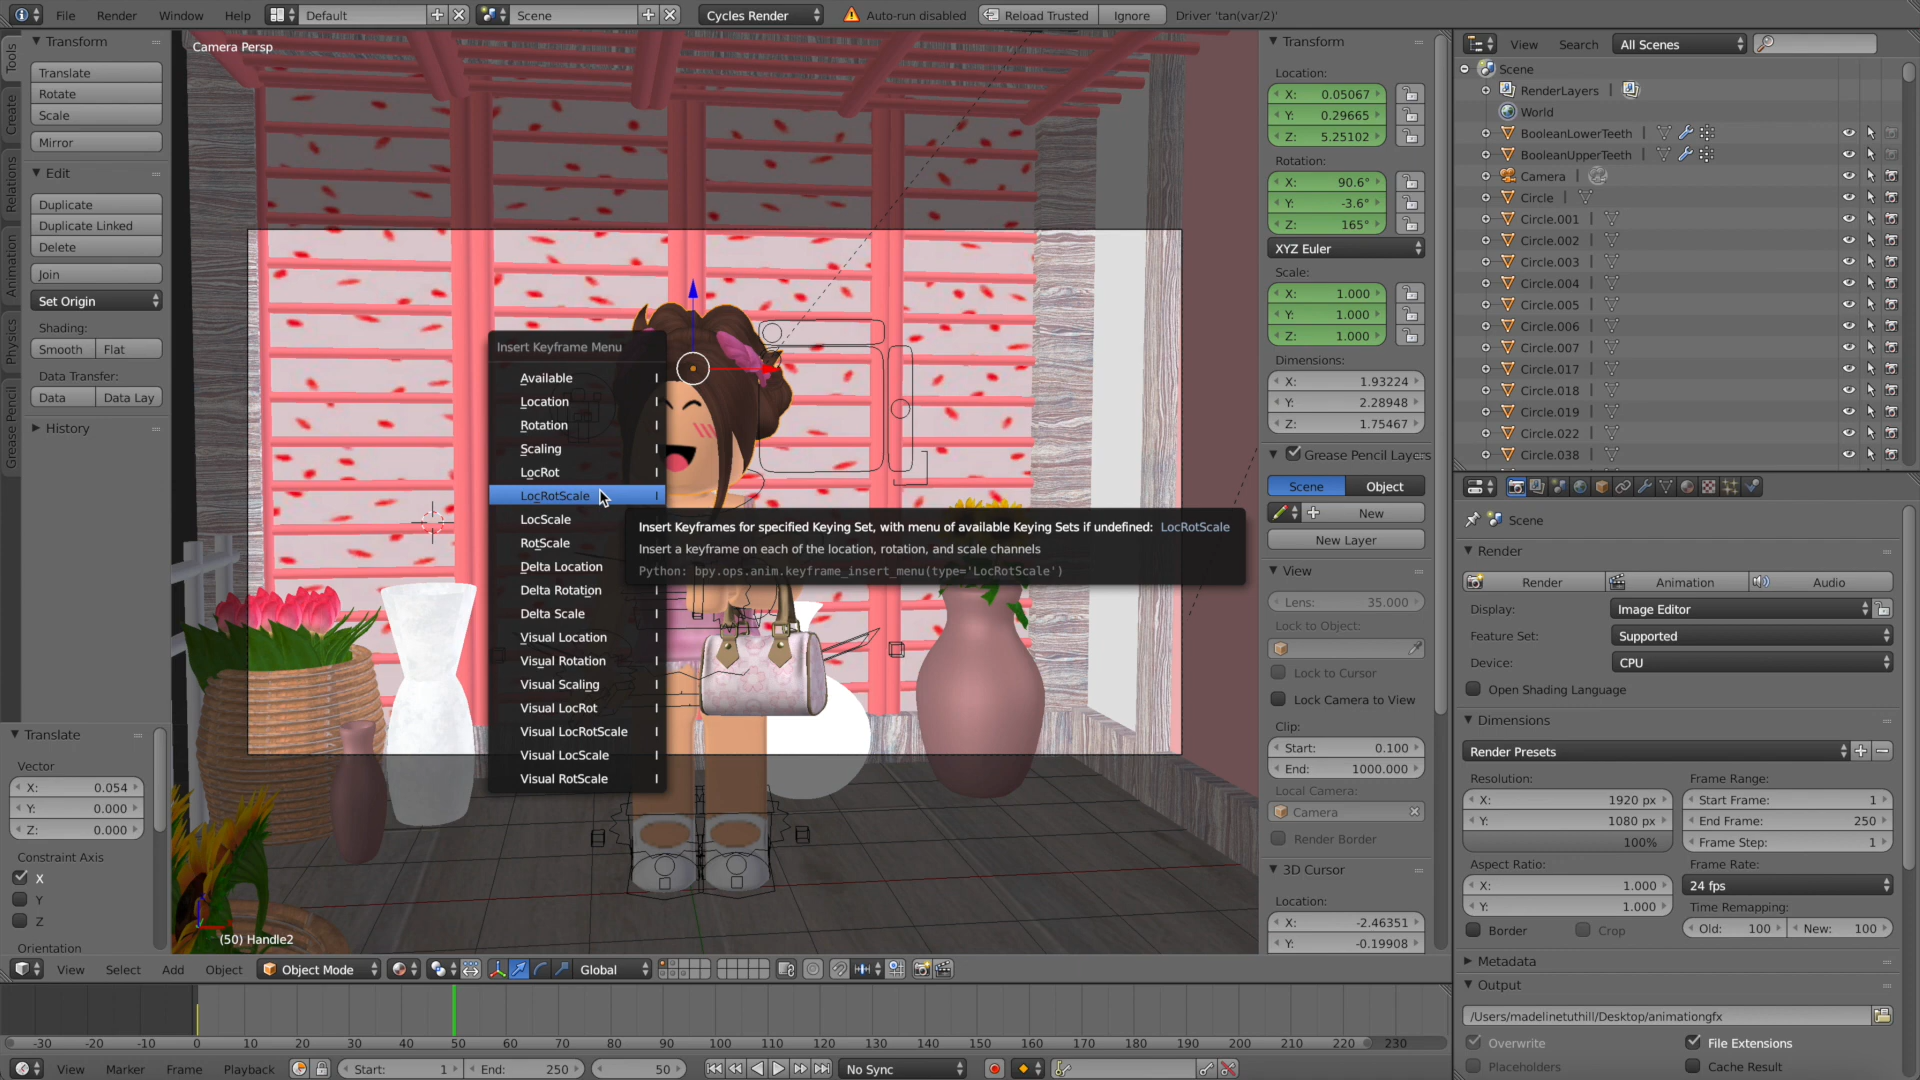 File Render Window Help Default Scene Cycles Render Auto-run disabled Reload Trusted Ignore Driver 'tan(var/2)'
Tools
Create
Relations
Animation
Physics
Grease Pencil
Transform
Translate
Rotate
Scale
Mirror
Edit
Duplicate
Duplicate Linked
Delete
Join
Set Origin
Shading:
Smooth Flat
Data Transfer:
Data Data Lay
History
Translate
Vector
X: 0.054
Y: 0.000
Z: 0.000
Constraint Axis
X
Y
Z
Orientation
Camera Persp
Insert Keyframe Menu
Available I
Location I
Rotation I
Scaling I
LocRot I
LocRotScale I
LocScale
RotScale
Delta Location
Delta Rotation I
Delta Scale I
Visual Location I
Visual Rotation I
Visual Scaling I
Visual LocRot I
Visual LocRotScale I
Visual LocScale I
Visual RotScale I
Insert Keyframes for specified Keying Set, with menu of available Keying Sets if undefined: LocRotScale
Insert a keyframe on each of the location, rotation, and scale channels
Python: bpy.ops.anim.keyframe_insert_menu(type='LocRotScale')
(50) Handle2
Transform
Location:
X: 0.05067
Y: 0.29665
Z: 5.25102
Rotation:
X: 90.6°
Y: -3.6°
Z: 165°
XYZ Euler
Scale:
X: 1.000
Y: 1.000
Z: 1.000
Dimensions:
X: 1.93224
Y: 2.28948
Z: 1.75467
Grease Pencil Layers
Scene Object
New
New Layer
View
Lens: 35.000
Lock to Object:
Lock to Cursor
Lock Camera to View
Clip:
Start: 0.100
End: 1000.000
Local Camera:
Camera
Render Border
3D Cursor
Location:
X: -2.46351
Y: -0.19908
View Search All Scenes
Scene
RenderLayers
World
BooleanLowerTeeth
BooleanUpperTeeth
Camera
Circle
Circle.001
Circle.002
Circle.003
Circle.004
Circle.005
Circle.006
Circle.007
Circle.017
Circle.018
Circle.019
Circle.022
Circle.038
Scene
Render
Render Animation Audio
Display: Image Editor
Feature Set: Supported
Device: CPU
Open Shading Language
Dimensions
Render Presets
Resolution: Frame Range:
X: 1920 px Start Frame: 1
Y: 1080 px End Frame: 250
100% Frame Step: 1
Aspect Ratio: Frame Rate:
X: 1.000 24 fps
Y: 1.000 Time Remapping:
Border Crop Old: 100 New: 100
Metadata
Output
/Users/madelinetuthill/Desktop/animationgfx
Overwrite File Extensions
Placeholders Cache Result
View Select Add Object Object Mode Global
-30 -20 -10 0 10 20 30 40 50 60 70 80 90 100 110 120 130 140 150 160 170 180 190 200 210 220 230
View Marker Frame Playback Start: 1 End: 250 50 No Sync